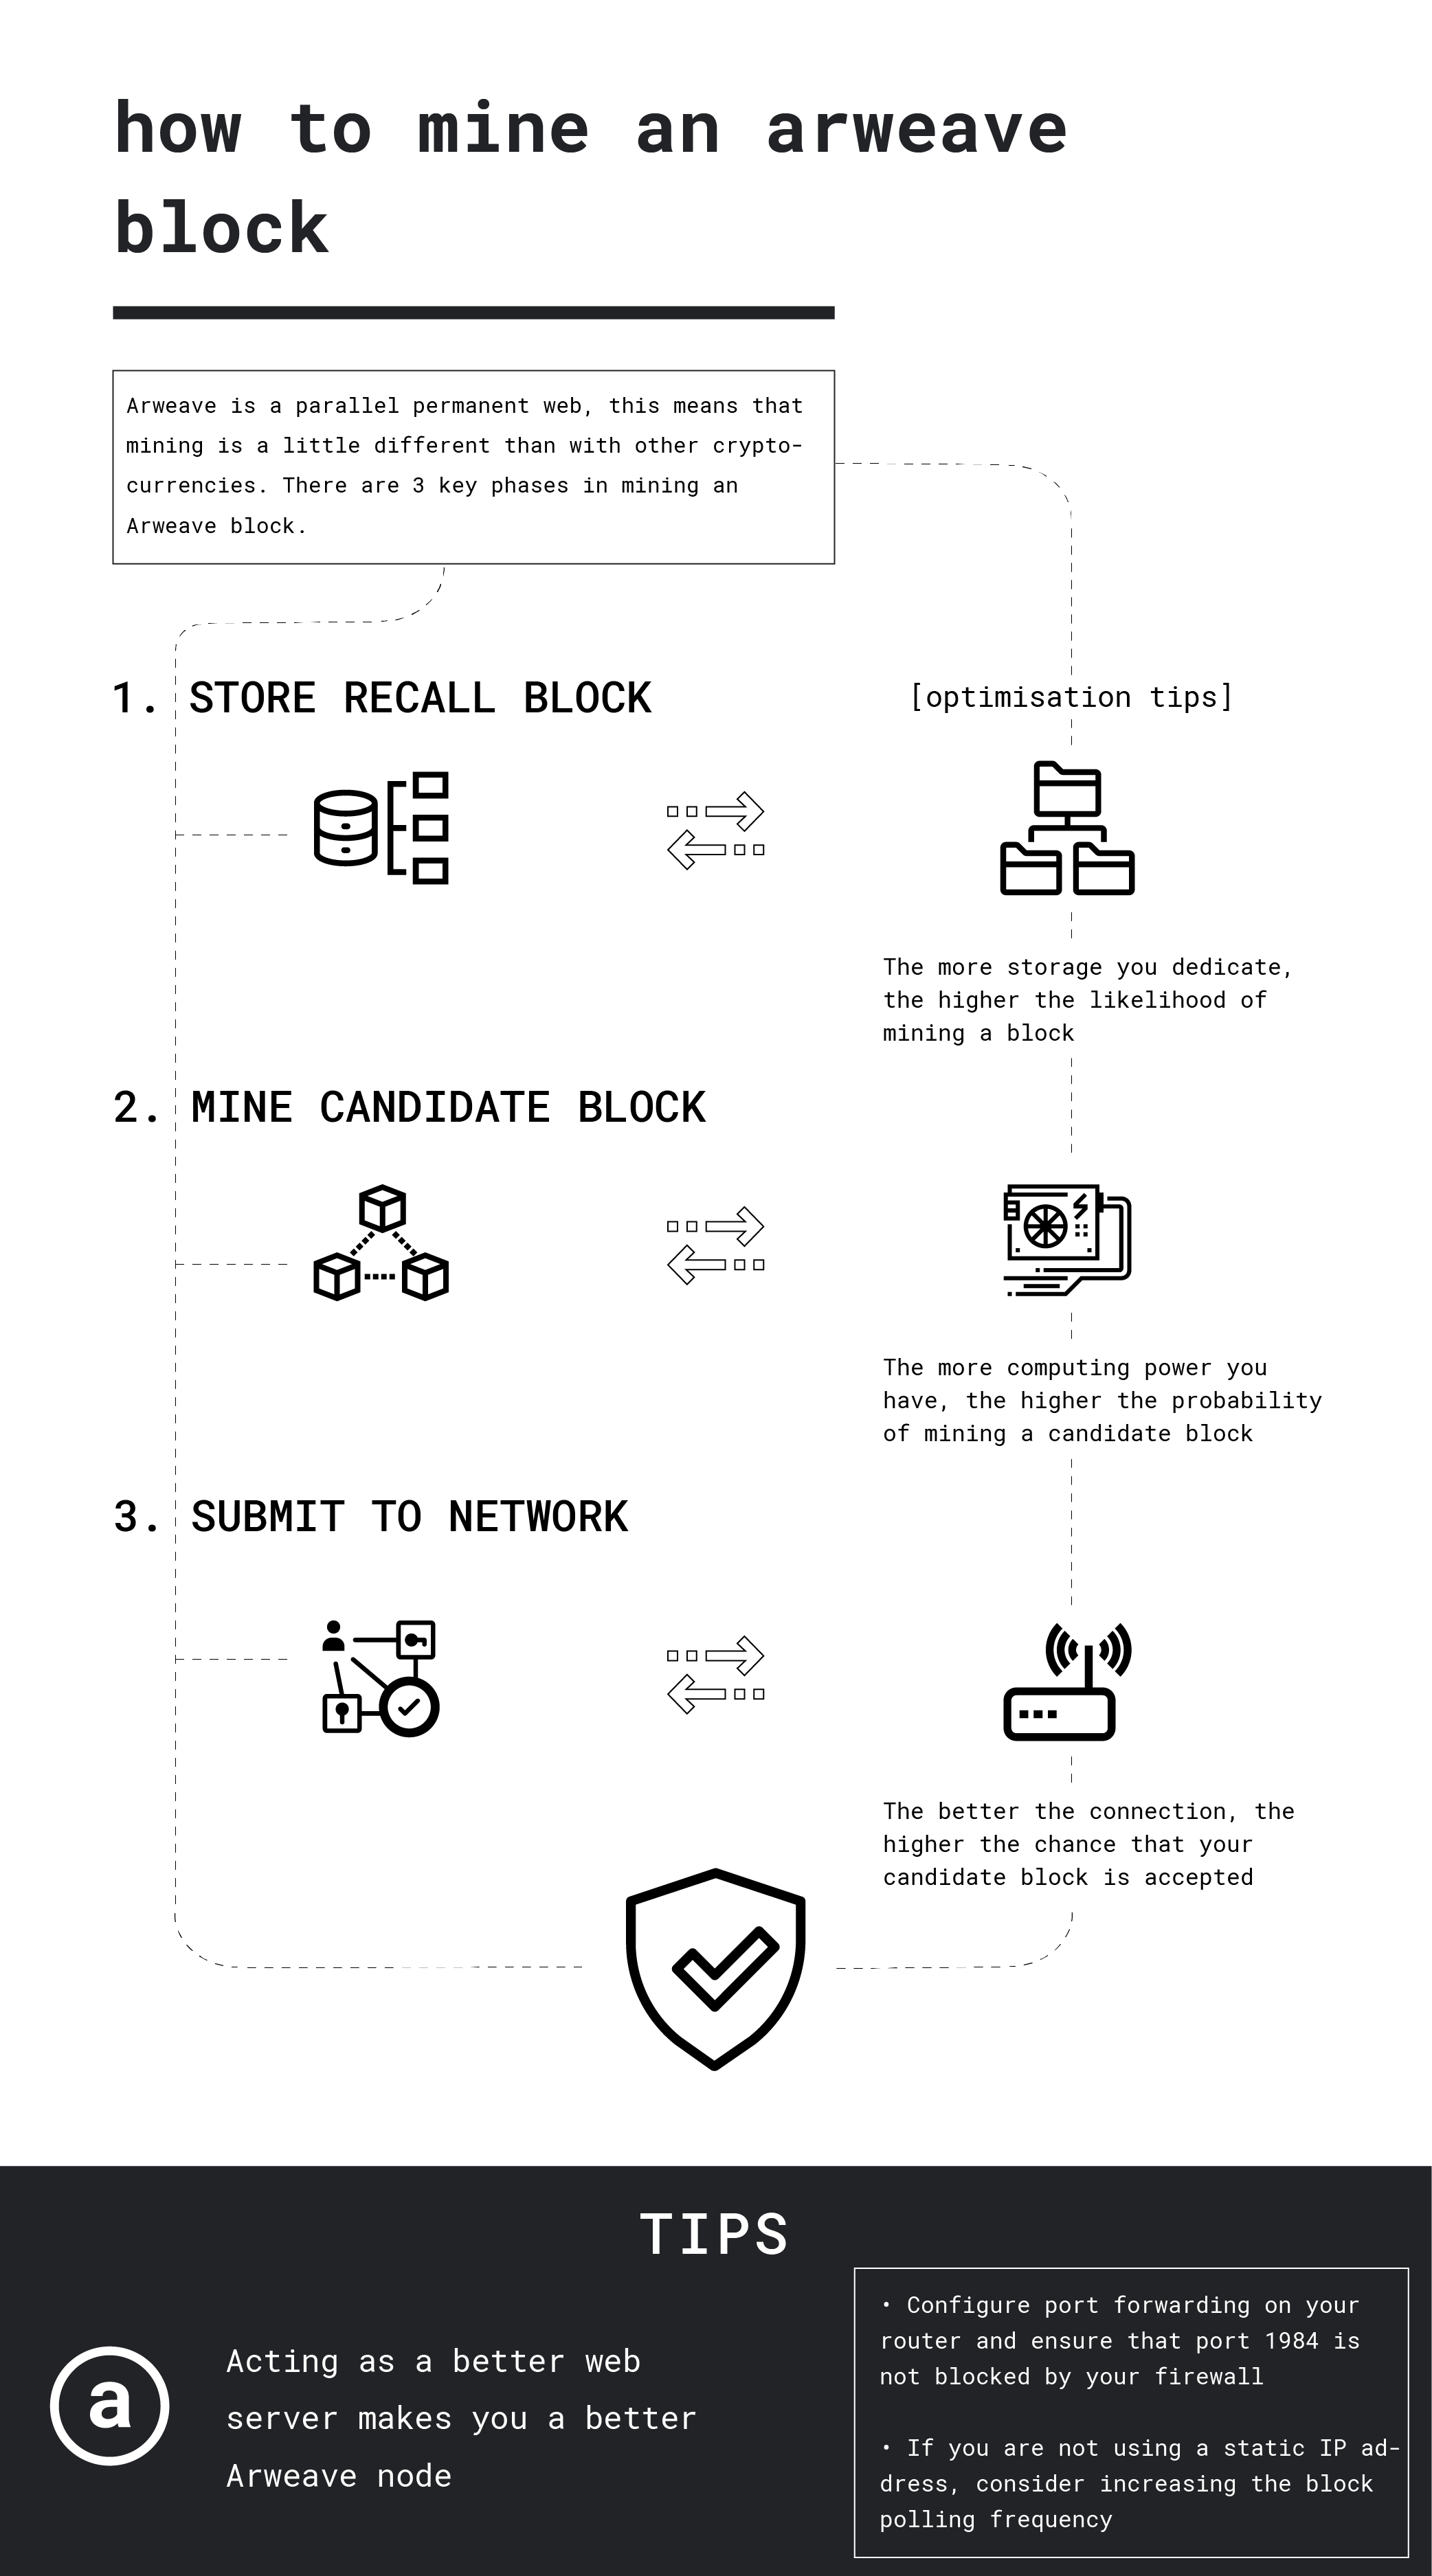 how to mine an arweave
block
Arweave is a parallel permanent web, this means that
mining is a little different than with other crypto-
currencies. There are 3 key phases in mining an
Arweave block.
1. STORE RECALL BLOCK
[optimisation tips]
The more storage you dedicate,
the higher the likelihood of
mining a block
2. MINE CANDIDATE BLOCK
The more computing power you
have, the higher the probability
of mining a candidate block
3. SUBMIT TO NETWORK
The better the connection, the
higher the chance that your
candidate block is accepted
TIPS
a
Acting as a better web
server makes you a better
Arweave node
• Configure port forwarding on your
router and ensure that port 1984 is
not blocked by your firewall
• If you are not using a static IP ad-
dress, consider increasing the block
polling frequency